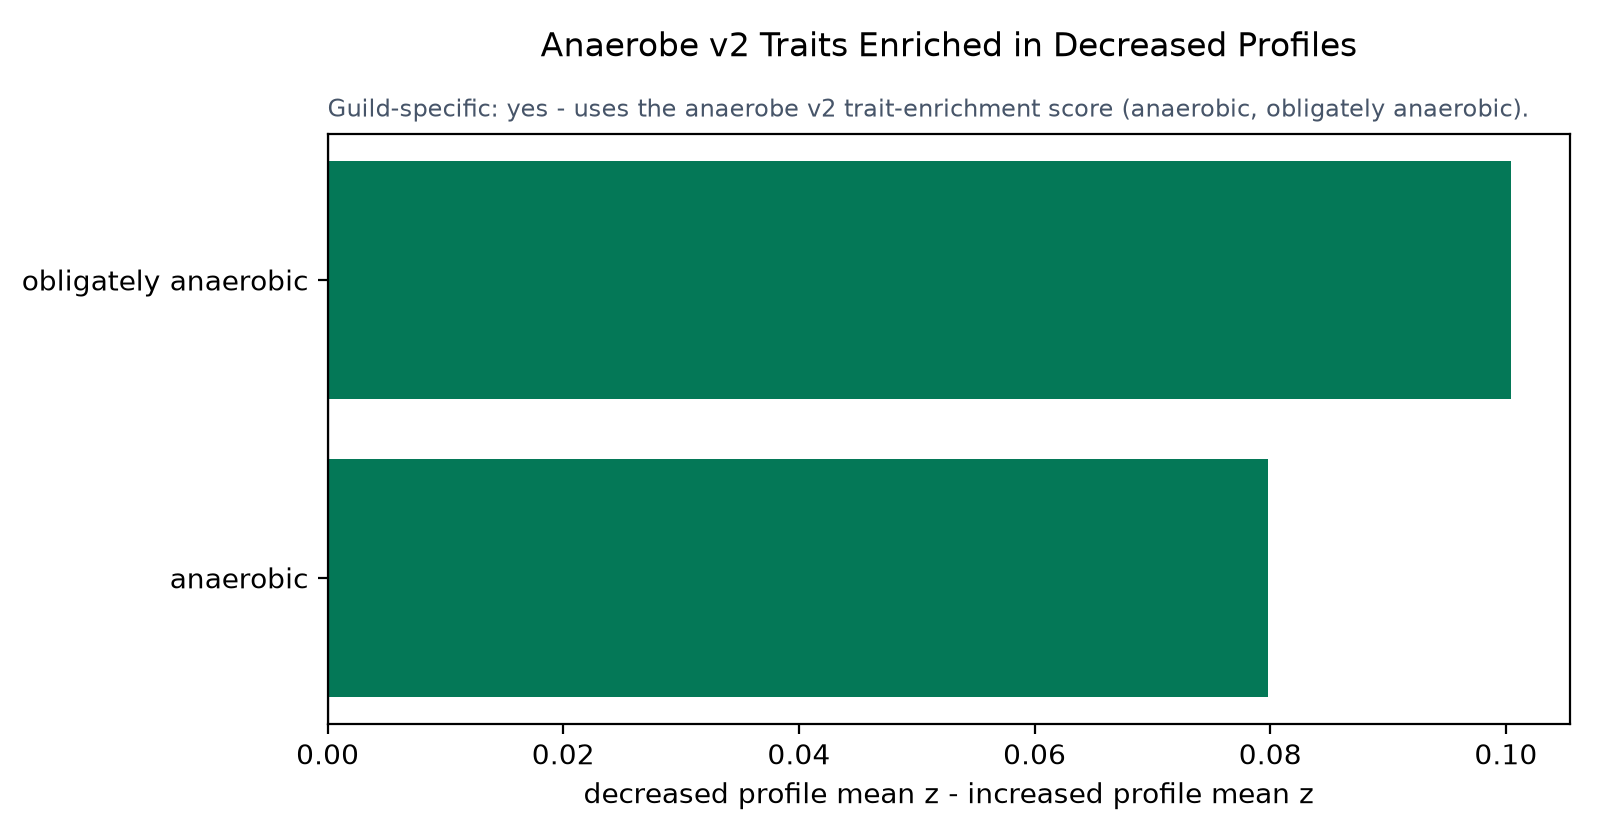 Anaerobe v2 Traits Enriched in Decreased Profiles
Guild-specific: yes - uses the anaerobe v2 trait-enrichment score (anaerobic, obligately anaerobic).
obligately anaerobic
anaerobic
0.00 0.02 0.04 0.06 0.08 0.10
decreased profile mean z - increased profile mean z